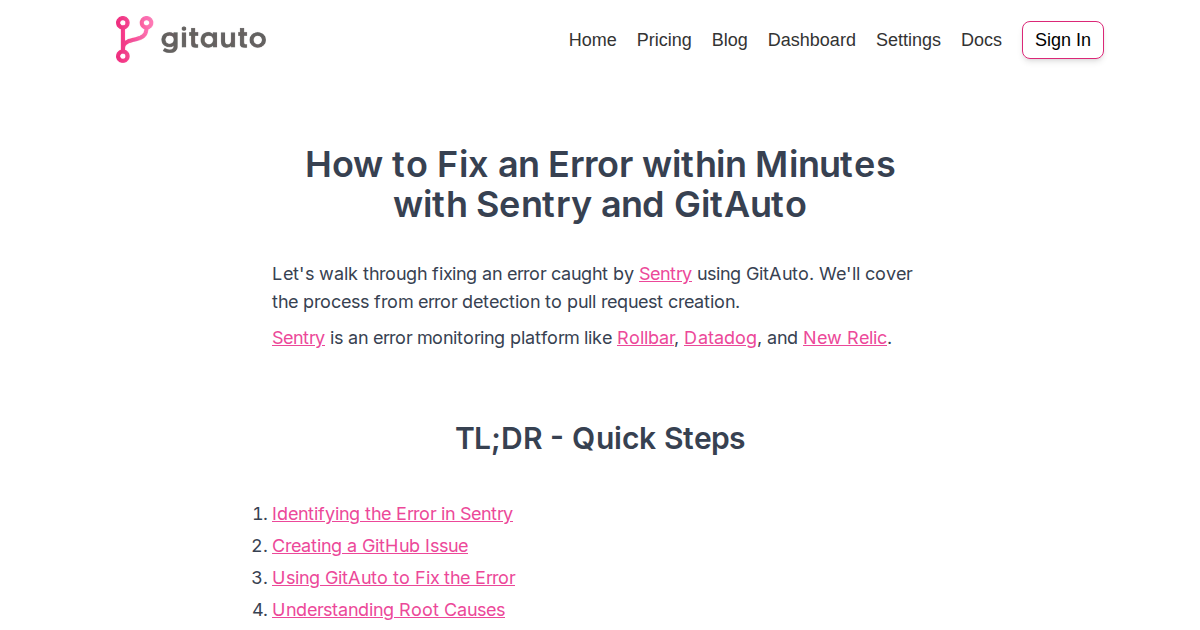 gitauto
Home Pricing Blog Dashboard Settings Docs Sign In
How to Fix an Error within Minutes
with Sentry and GitAuto
Let's walk through fixing an error caught by Sentry using GitAuto. We'll cover
the process from error detection to pull request creation.
Sentry is an error monitoring platform like Rollbar, Datadog, and New Relic.
TL;DR - Quick Steps
1. Identifying the Error in Sentry
2. Creating a GitHub Issue
3. Using GitAuto to Fix the Error
4. Understanding Root Causes